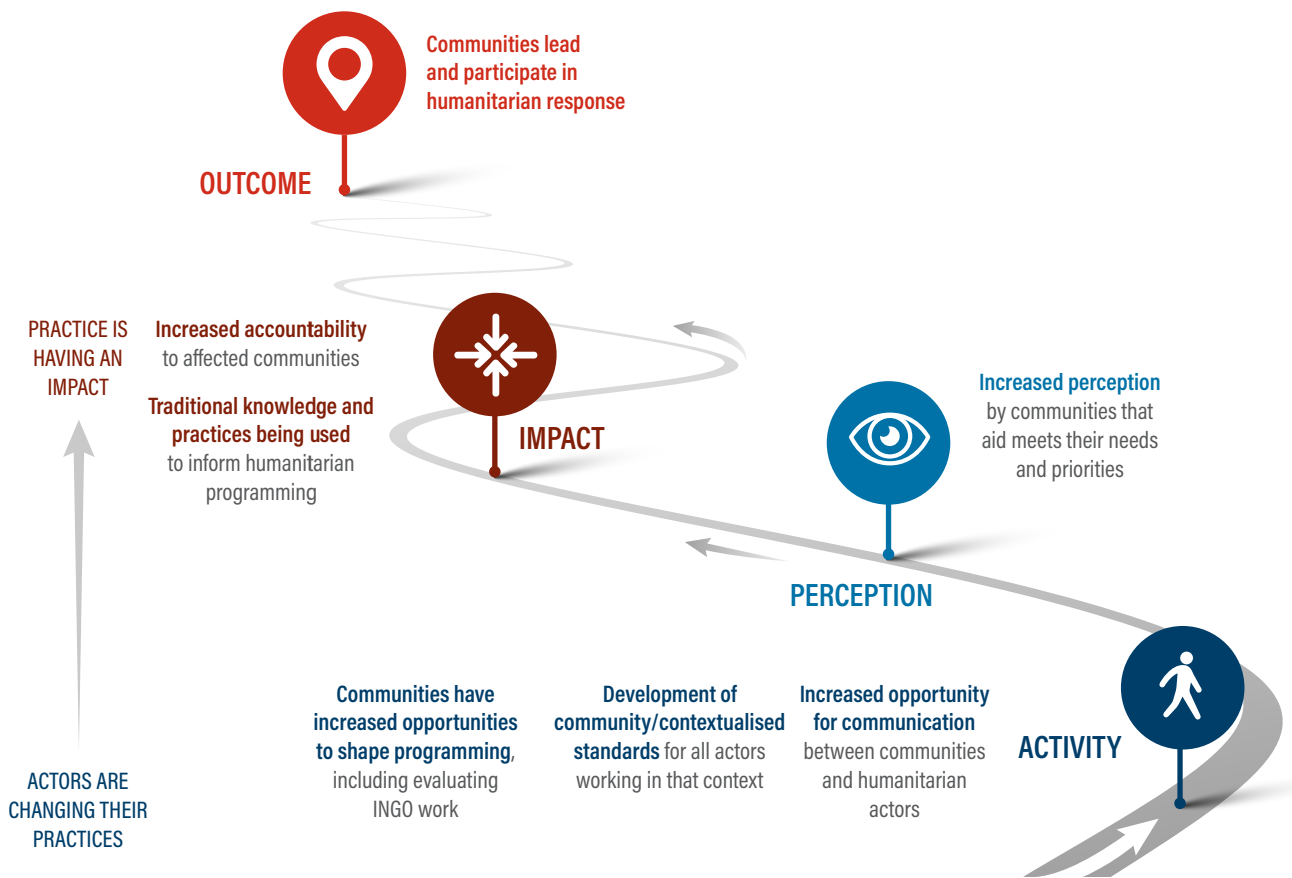 Communities lead
and participate in
humanitarian response
OUTCOME
PRACTICE IS
HAVING AN
IMPACT
Increased accountability
to affected communities
Traditional knowledge and
practices being used
to inform humanitarian
programming
IMPACT
Increased perception
by communities that
aid meets their needs
and priorities
PERCEPTION
Communities have
increased opportunities
to shape programming,
including evaluating
INGO work
Development of
community/contextualised
standards for all actors
working in that context
Increased opportunity
for communication
between communities
and humanitarian
actors
ACTIVITY
ACTORS ARE
CHANGING THEIR
PRACTICES